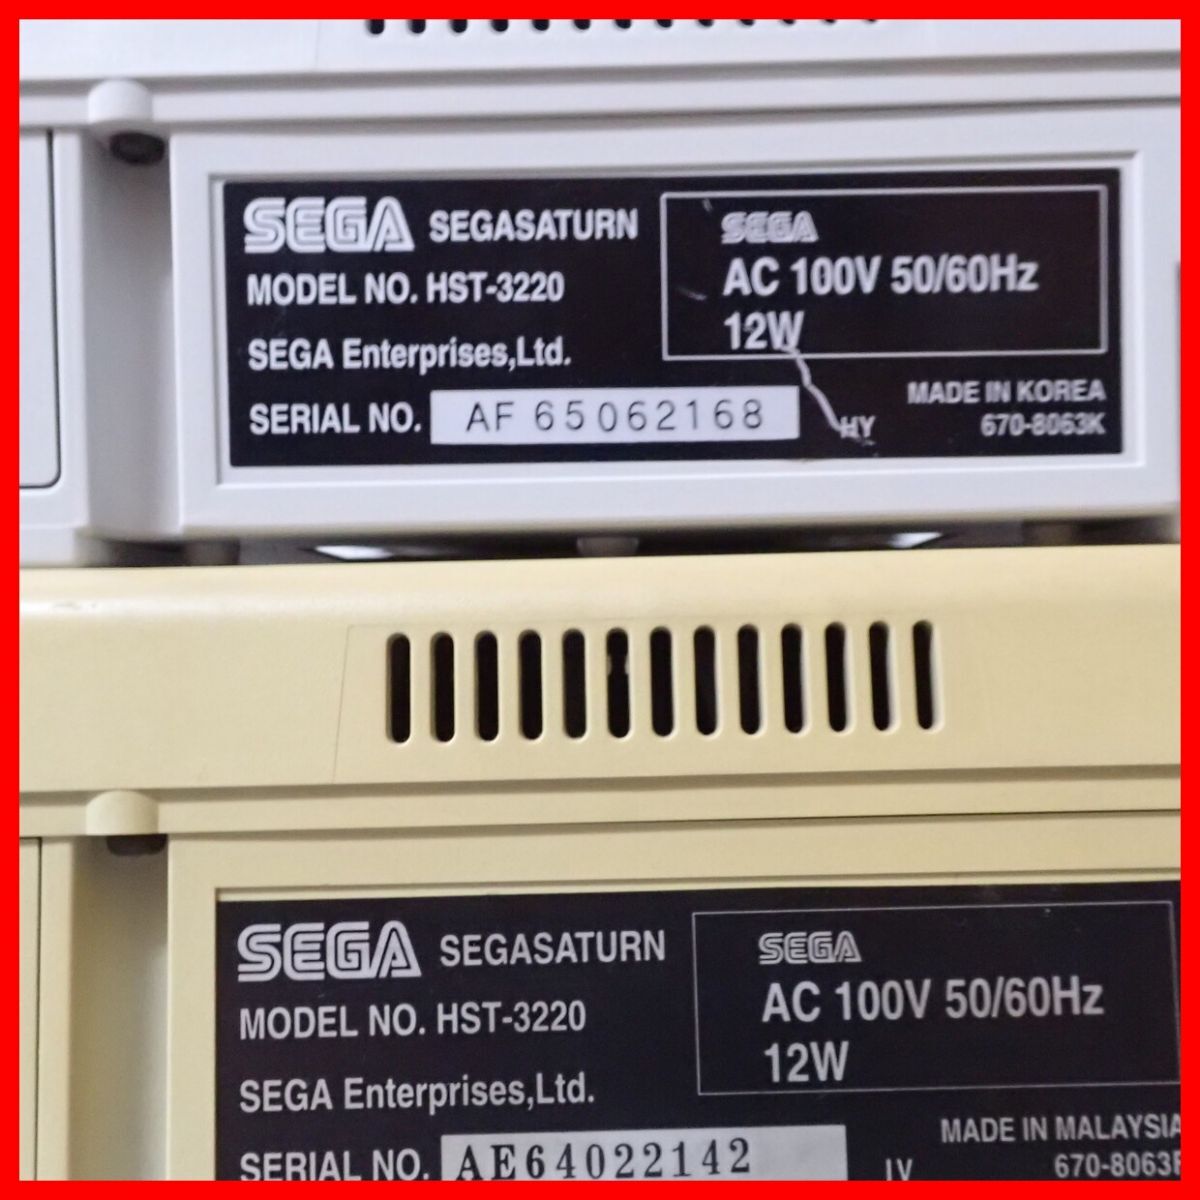 SEGA SEGASATURN
MODEL NO. HST-3220
SEGA Enterprises,Ltd.
SERIAL NO. AF 65062168
SEGA
AC 100V 50/60Hz
12W
HY
MADE IN KOREA
670-8063K
SEGA SEGASATURN
MODEL NO. HST-3220
SEGA Enterprises,Ltd.
SERIAL NO. AE64022142
SEGA
AC 100V 50/60Hz
12W
MADE IN MALAYSIA